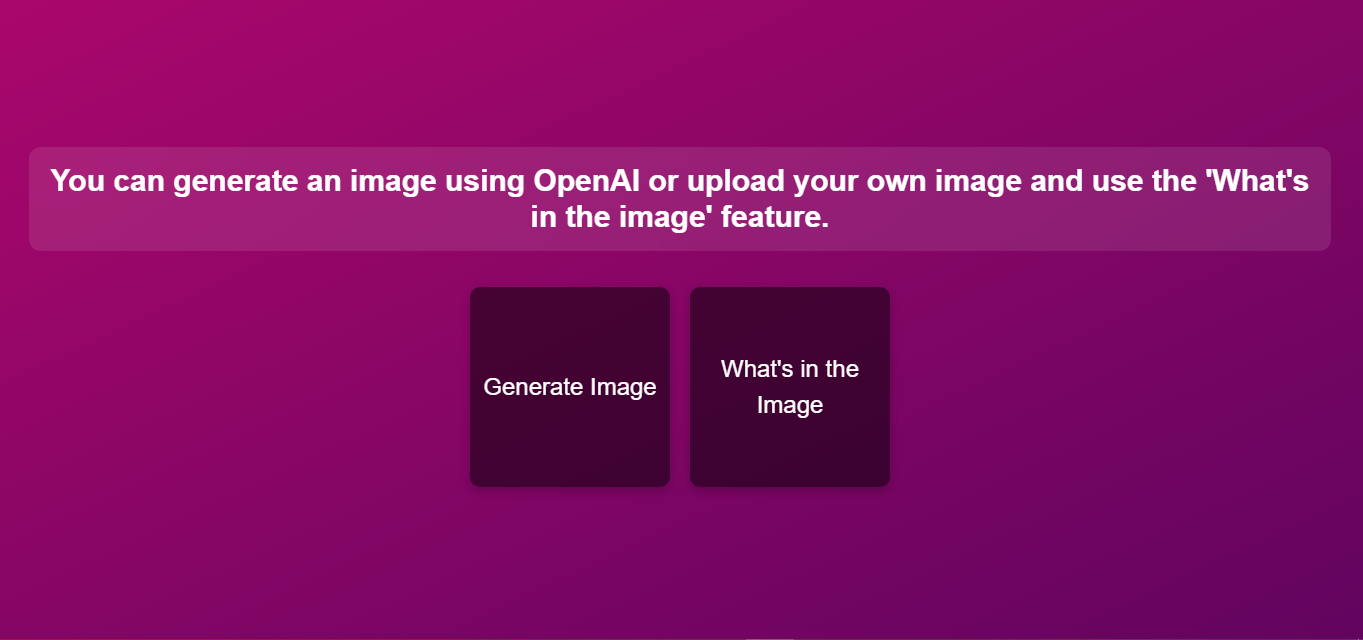 You can generate an image using OpenAI or upload your own image and use the 'What's
in the image' feature.
Generate Image
What's in the
Image